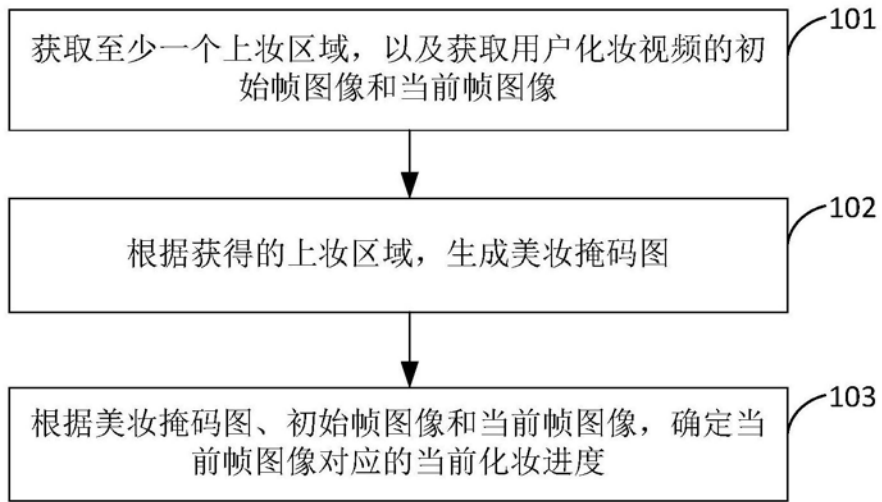 101
获取至少一个上妆区域，以及获取用户化妆视频的初
始帧图像和当前帧图像
102
根据获得的上妆区域，生成美妆掩码图
103
根据美妆掩码图、初始帧图像和当前帧图像，确定当
前帧图像对应的当前化妆进度